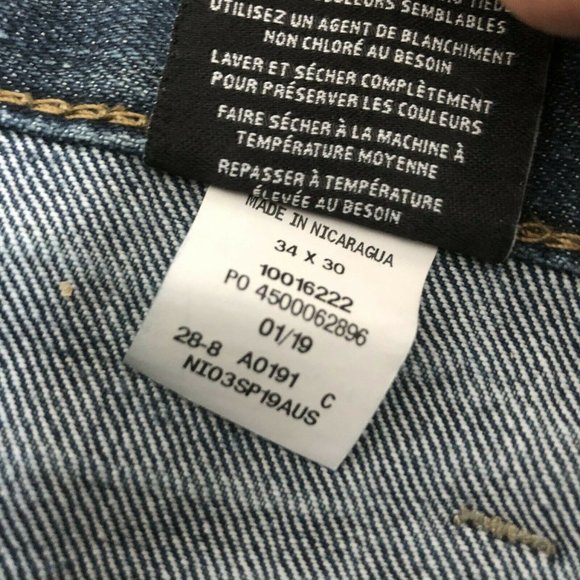 COULEURS SEMBLABLES
UTILISEZ UN AGENT DE BLANCHIMENT
NON CHLORÉ AU BESOIN
LAVER ET SÉCHER COMPLÈTEMENT
POUR PRÉSERVER LES COULEURS
FAIRE SÉCHER À LA MACHINE À
TEMPÉRATURE MOYENNE
REPASSER À TEMPÉRATURE
ÉLEVÉE AU BESOIN
MADE IN NICARAGUA
34 X 30
10016222
PO 4500062896
01/19
28-8 A0191 C
NI03SP19AUS